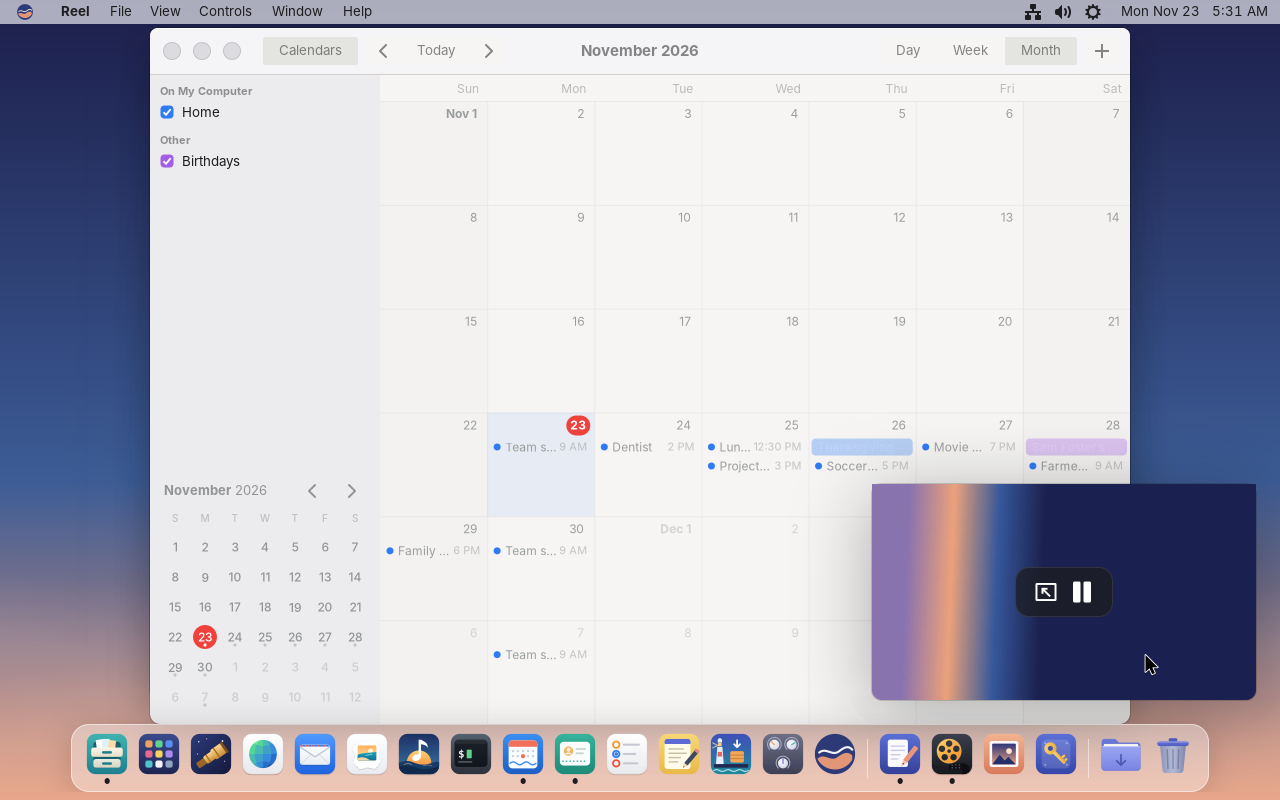 Reel File View Controls Window Help Mon Nov 23 5:31 AM
Calendars Today November 2026 Day Week Month
On My Computer
Home
Other
Birthdays
Sun Mon Tue Wed Thu Fri Sat
Nov 1 2 3 4 5 6 7
8 9 10 11 12 13 14
15 16 17 18 19 20 21
22 23 24 25 26 27 28
Team s... 9 AM Dentist 2 PM Lun... 12:30 PM Movie ... 7 PM
Project... 3 PM Soccer... 5 PM Farme... 9 AM
29 30 Dec 1 2
Family ... 6 PM Team s... 9 AM
6 7 8 9
Team s... 9 AM
November 2026
S M T W T F S
1 2 3 4 5 6 7
8 9 10 11 12 13 14
15 16 17 18 19 20 21
22 23 24 25 26 27 28
29 30 1 2 3 4 5
6 7 8 9 10 11 12